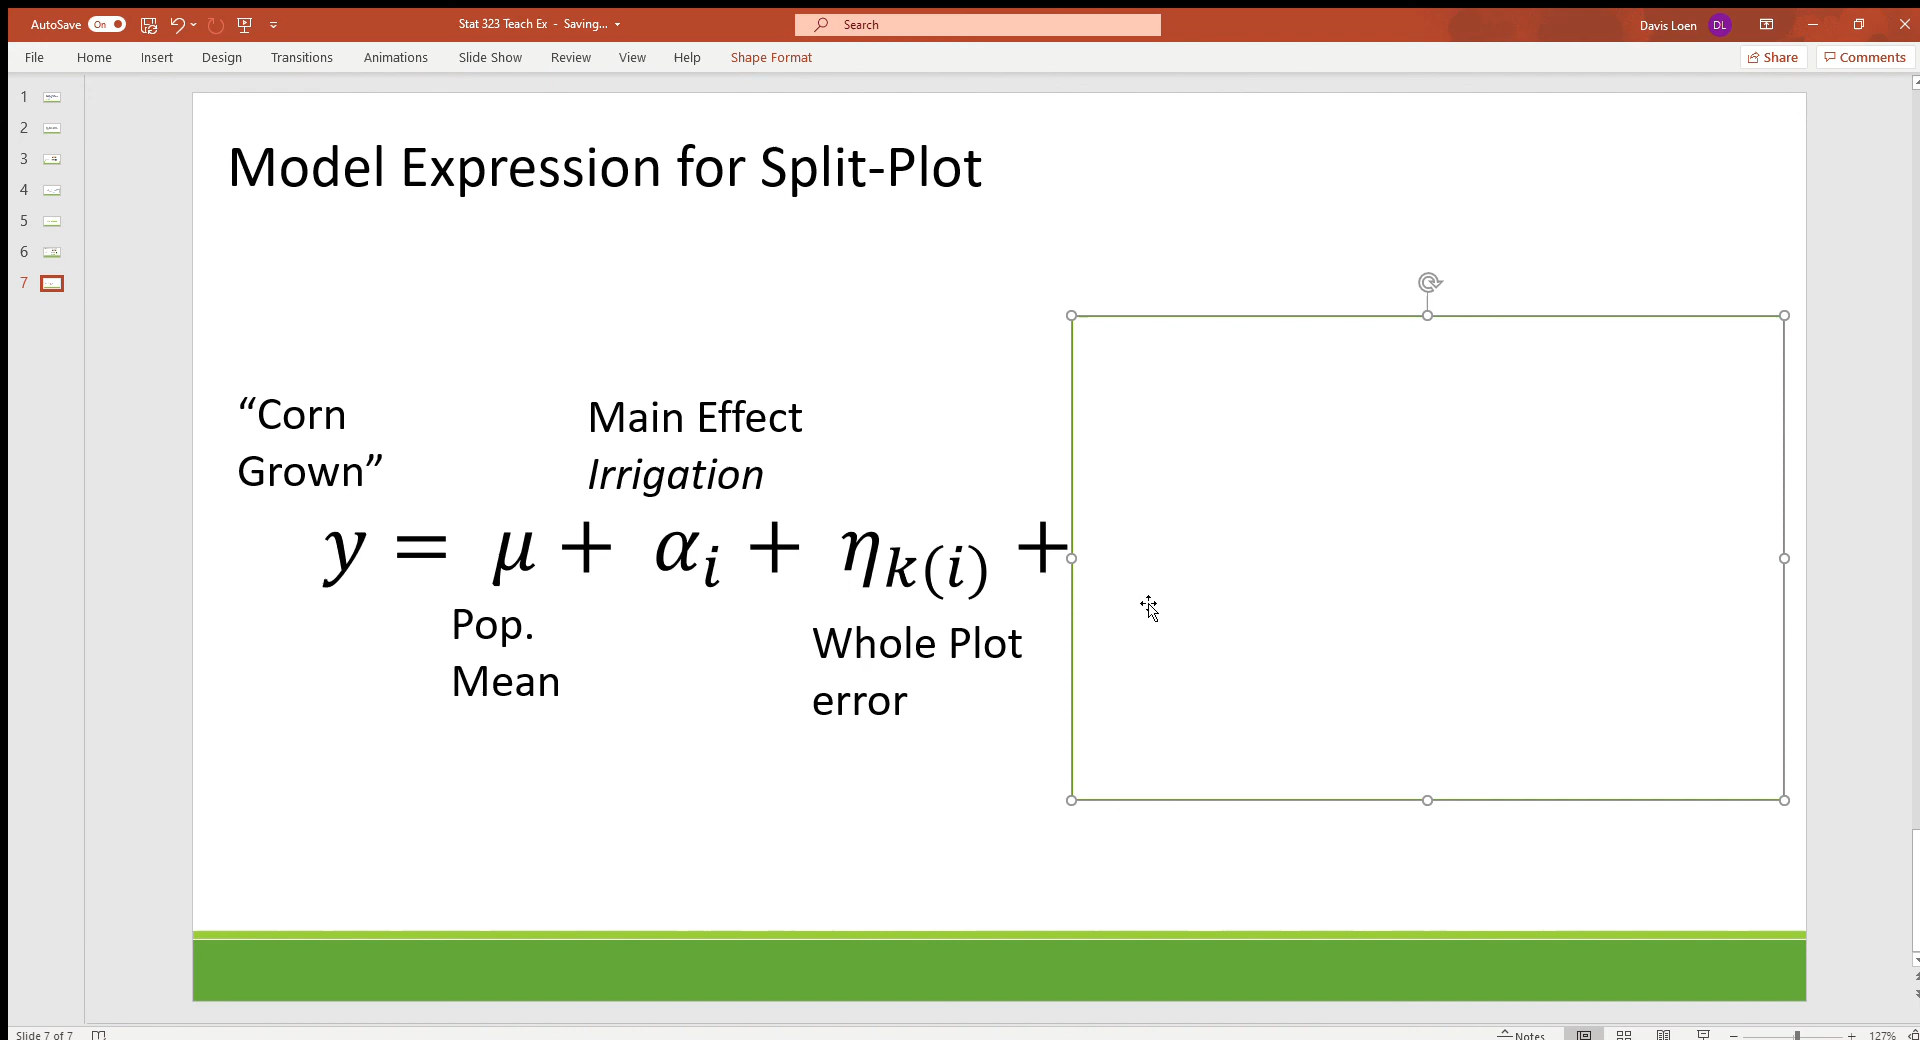 AutoSave On Stat 323 Teach Ex - Saving... Search Davis Loen DL
File Home Insert Design Transitions Animations Slide Show Review View Help Shape Format Share Comments
1
2
3
4
5
6
7
Model Expression for Split-Plot
“Corn
Grown”
Main Effect
Irrigation
y = μ + α_i + η_{k(i)} +
Pop.
Mean
Whole Plot
error
Slide 7 of 7 Notes 127%